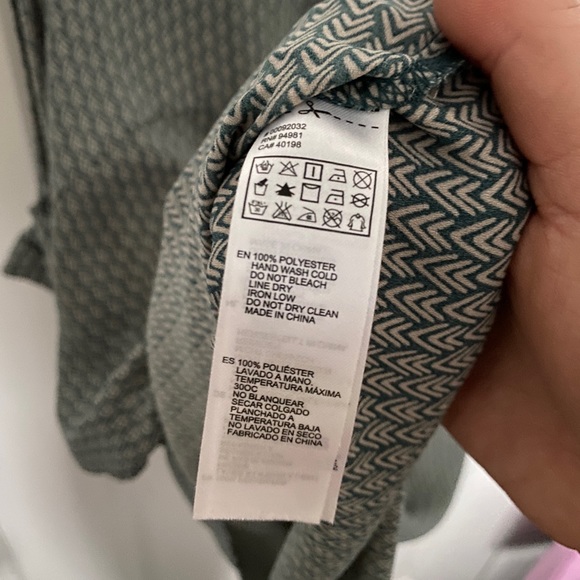 00092032
RN# 94981
CA# 40198
EN 100% POLYESTER
HAND WASH COLD
DO NOT BLEACH
LINE DRY
IRON LOW
DO NOT DRY CLEAN
MADE IN CHINA
ES 100% POLIÉSTER
LAVADO A MANO.
TEMPERATURA MÁXIMA
30OC
NO BLANQUEAR
SECAR COLGADO
PLANCHADO A
TEMPERATURA BAJA
NO LAVADO EN SECO
FABRICADO EN CHINA